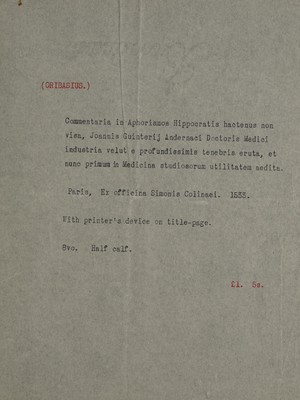 (ORIBASIUS.)
Commentaria in Aphorismos Hippocratis hactenus non
visa, Joannis Guinterij Andernaci Doctoris Medici
industria velut e profundissimis tenebris eruta, et
nunc primum in Medicinæ studiosorum utilitatem aedita.
Paris, Ex officina Simonis Colinaei. 1533.
With printer's device on title-page.
8vo. Half calf.
£1. 5s.